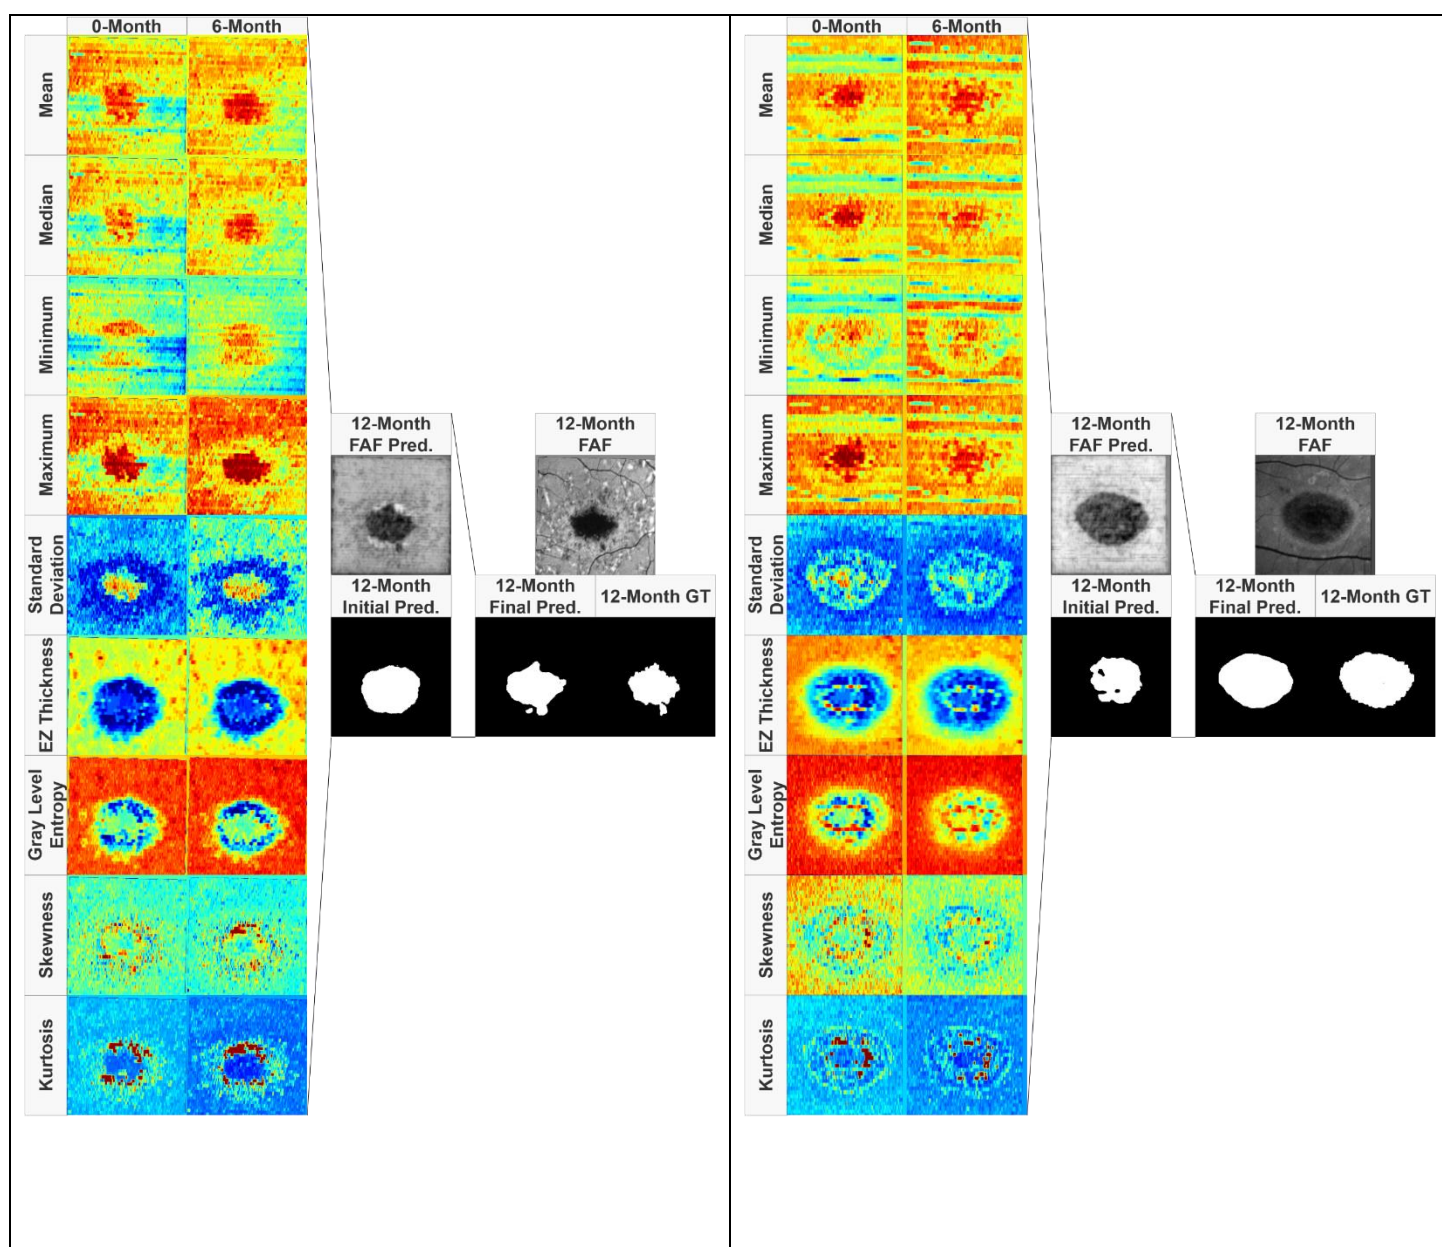 0-Month
6-Month
Mean
Median
Minimum
Maximum
Standard
Deviation
EZ Thickness
Gray Level
Entropy
Skewness
Kurtosis
12-Month
FAF Pred.
12-Month
FAF
12-Month
Initial Pred.
12-Month
Final Pred.
12-Month GT
0-Month
6-Month
Mean
Median
Minimum
Maximum
Standard
Deviation
EZ Thickness
Gray Level
Entropy
Skewness
Kurtosis
12-Month
FAF Pred.
12-Month
FAF
12-Month
Initial Pred.
12-Month
Final Pred.
12-Month GT